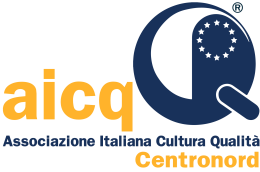 aicq Q ®
Associazione Italiana Cultura Qualità
Centronord